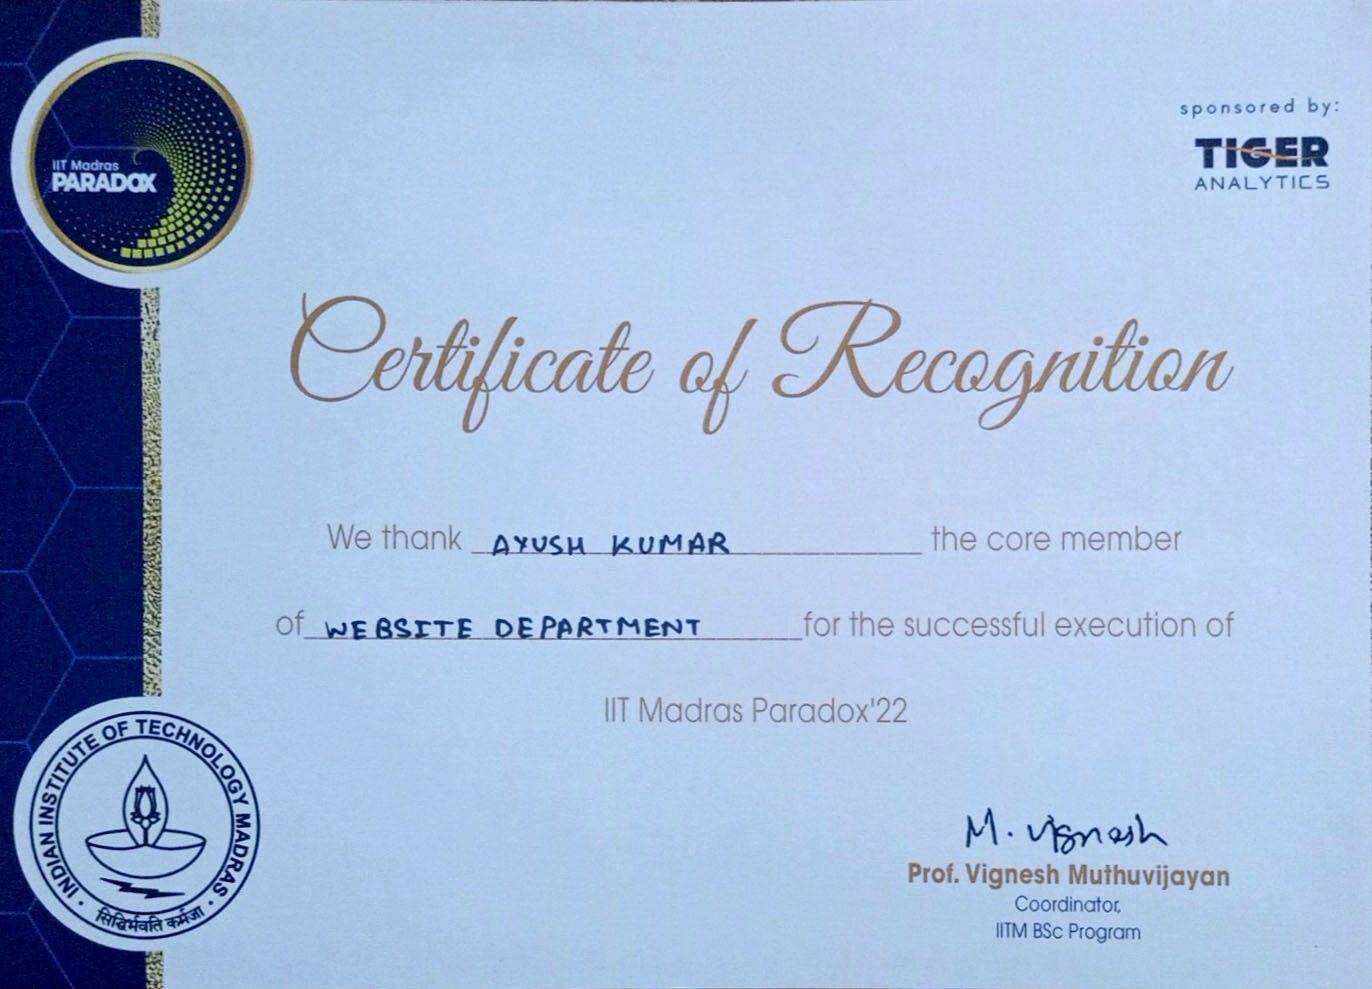 IIT Madras
PARADOX
sponsored by:
TIGER
ANALYTICS
Certificate of Recognition
We thank AYUSH KUMAR the core member
of WEBSITE DEPARTMENT for the successful execution of
IIT Madras Paradox'22
INDIAN INSTITUTE OF TECHNOLOGY MADRAS
सिद्धिर्भवति कर्मजा
M. Vignesh
Prof. Vignesh Muthuvijayan
Coordinator,
IITM BSc Program